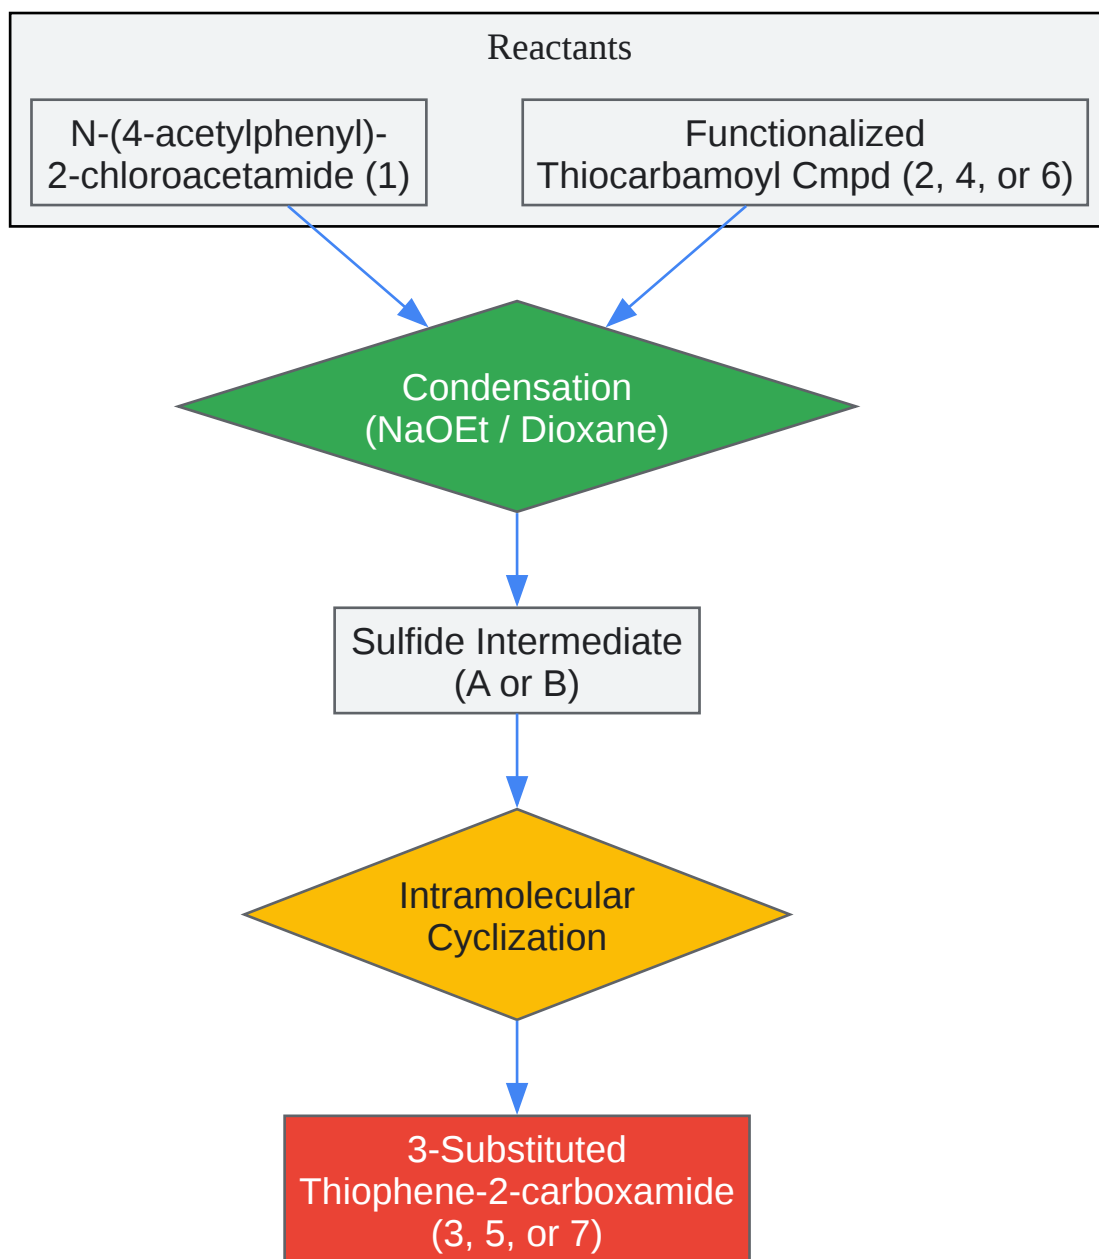 Reactants
N-(4-acetylphenyl)-
2-chloroacetamide (1)
Functionalized
Thiocarbamoyl Cmpd (2, 4, or 6)
Condensation
(NaOEt / Dioxane)
Sulfide Intermediate
(A or B)
Intramolecular
Cyclization
3-Substituted
Thiophene-2-carboxamide
(3, 5, or 7)